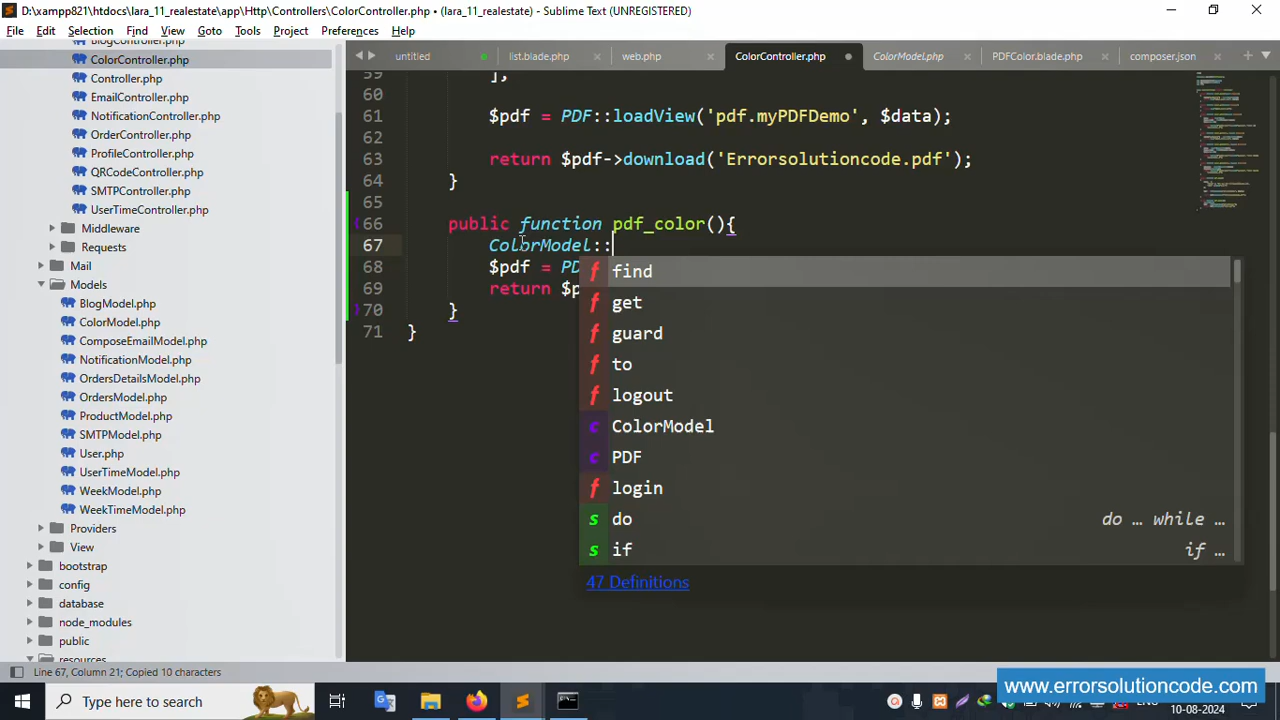 D:\xampp821\htdocs\lara_11_realestate\app\Http\Controllers\ColorController.php • (lara_11_realestate) - Sublime Text (UNREGISTERED)
File Edit Selection Find View Goto Tools Project Preferences Help
BlogController.php
ColorController.php
Controller.php
EmailController.php
NotificationController.php
OrderController.php
ProfileController.php
QRCodeController.php
SMTPController.php
UserTimeController.php
Middleware
Requests
Mail
Models
BlogModel.php
ColorModel.php
ComposeEmailModel.php
NotificationModel.php
OrdersDetailsModel.php
OrdersModel.php
ProductModel.php
SMTPModel.php
User.php
UserTimeModel.php
WeekModel.php
WeekTimeModel.php
Providers
View
bootstrap
config
database
node_modules
public
resources
untitled list.blade.php web.php ColorController.php ColorModel.php PDFColor.blade.php composer.json
59 ];
60
61 $pdf = PDF::loadView('pdf.myPDFDemo', $data);
62
63 return $pdf->download('Errorsolutioncode.pdf');
64 }
65
66 public function pdf_color(){
67 ColorModel::
68 $pdf = PD
69 return $p
70 }
71 }
find
get
guard
to
logout
ColorModel
PDF
login
do do … while …
if if …
47 Definitions
Line 67, Column 21; Copied 10 characters
www.errorsolutioncode.com
Type here to search
ENG
10-08-2024